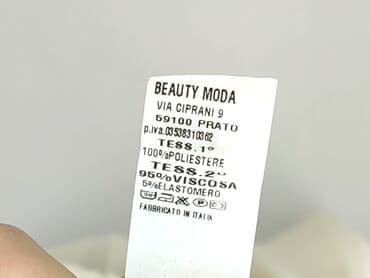 BEAUTY MODA
VIA CIPRANI 9
59100 PRATO
p.iva.03538310362
TESS.1°
100%POLIESTERE
TESS.2°
95%VISCOSA
5%ELASTOMERO
FABBRICATO IN ITALIA